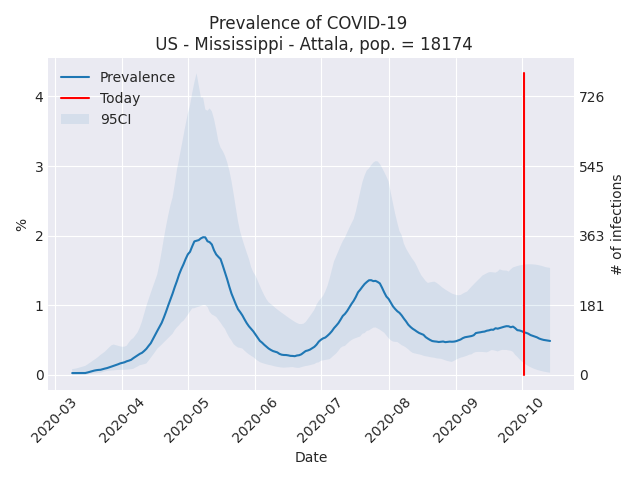 Prevalence of COVID-19
US - Mississippi - Attala, pop. = 18174
Prevalence
Today
95CI
4
3
2
1
0
%
726
545
363
181
0
# of infections
2020-03
2020-04
2020-05
2020-06
2020-07
2020-08
2020-09
2020-10
Date